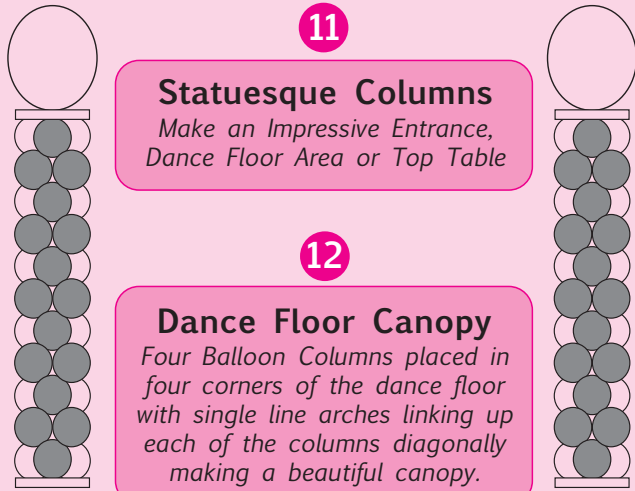 11
Statuesque Columns
Make an Impressive Entrance,
Dance Floor Area or Top Table
12
Dance Floor Canopy
Four Balloon Columns placed in
four corners of the dance floor
with single line arches linking up
each of the columns diagonally
making a beautiful canopy.